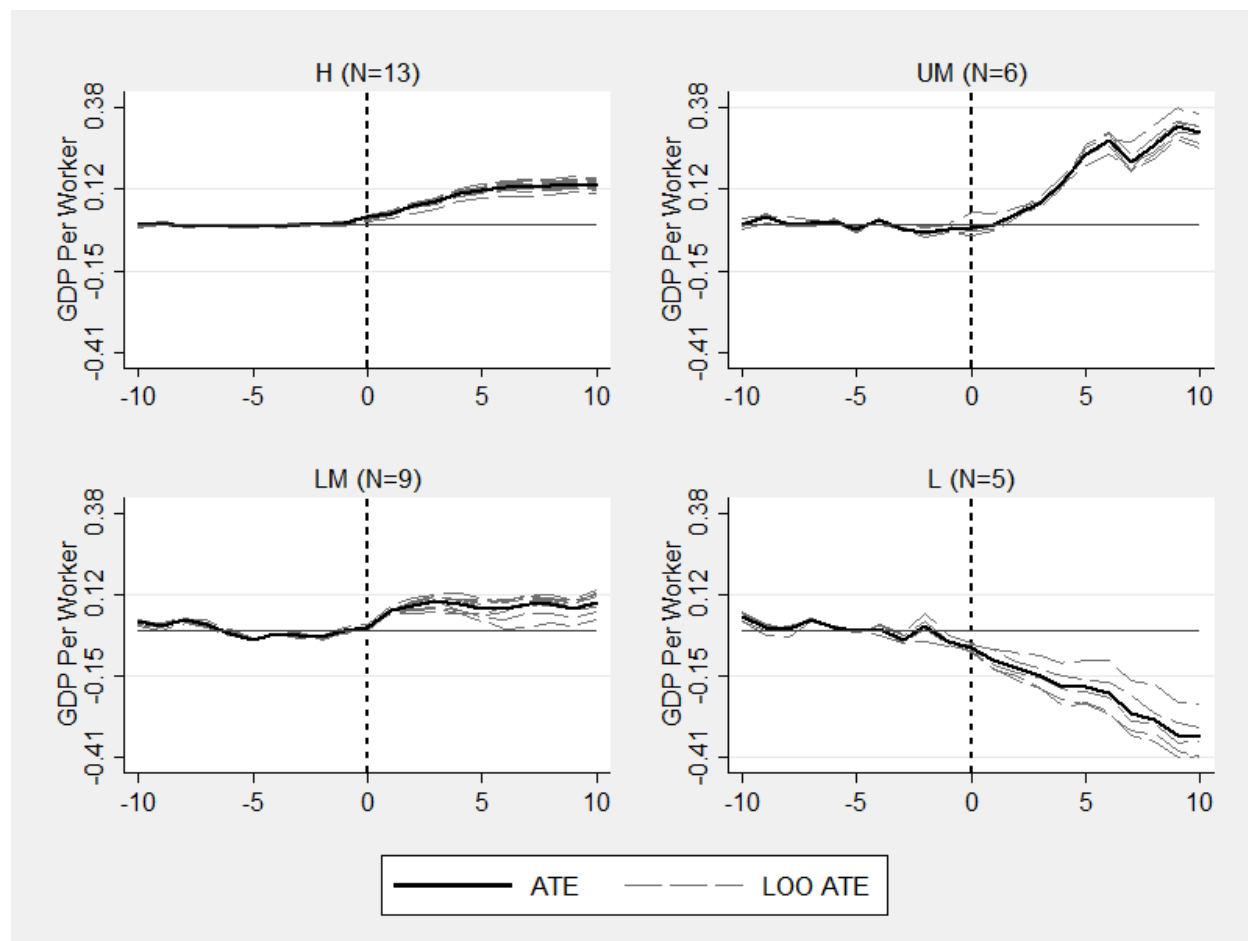 H (N=13)
GDP Per Worker
0.38
0.12
-0.15
-0.41
-10 -5 0 5 10
UM (N=6)
GDP Per Worker
0.38
0.12
-0.15
-0.41
-10 -5 0 5 10
LM (N=9)
GDP Per Worker
0.38
0.12
-0.15
-0.41
-10 -5 0 5 10
L (N=5)
GDP Per Worker
0.38
0.12
-0.15
-0.41
-10 -5 0 5 10
ATE LOO ATE